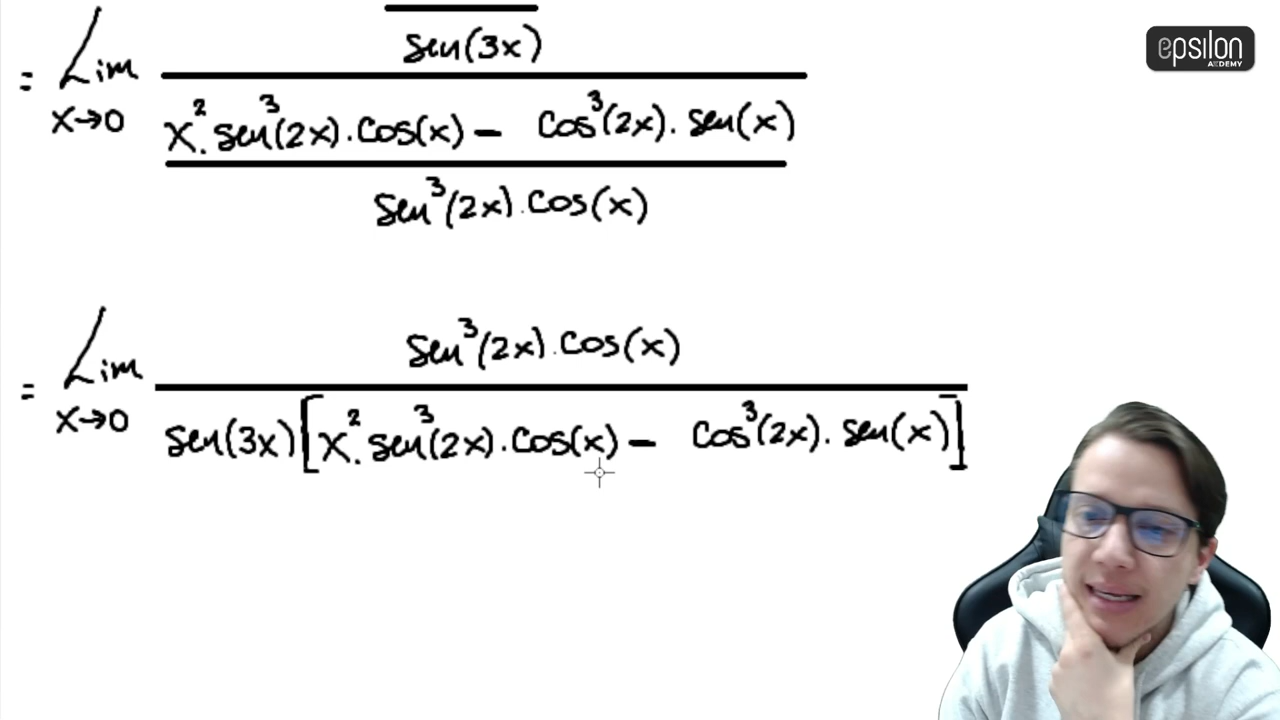 epsilon
ACADEMY
sen(3x)
= Lim
x→0
x².sen³(2x).cos(x) - cos³(2x).sen(x)
sen³(2x).cos(x)
sen³(2x).cos(x)
= Lim
x→0
sen(3x)[x².sen³(2x).cos(x) - cos³(2x).sen(x)]